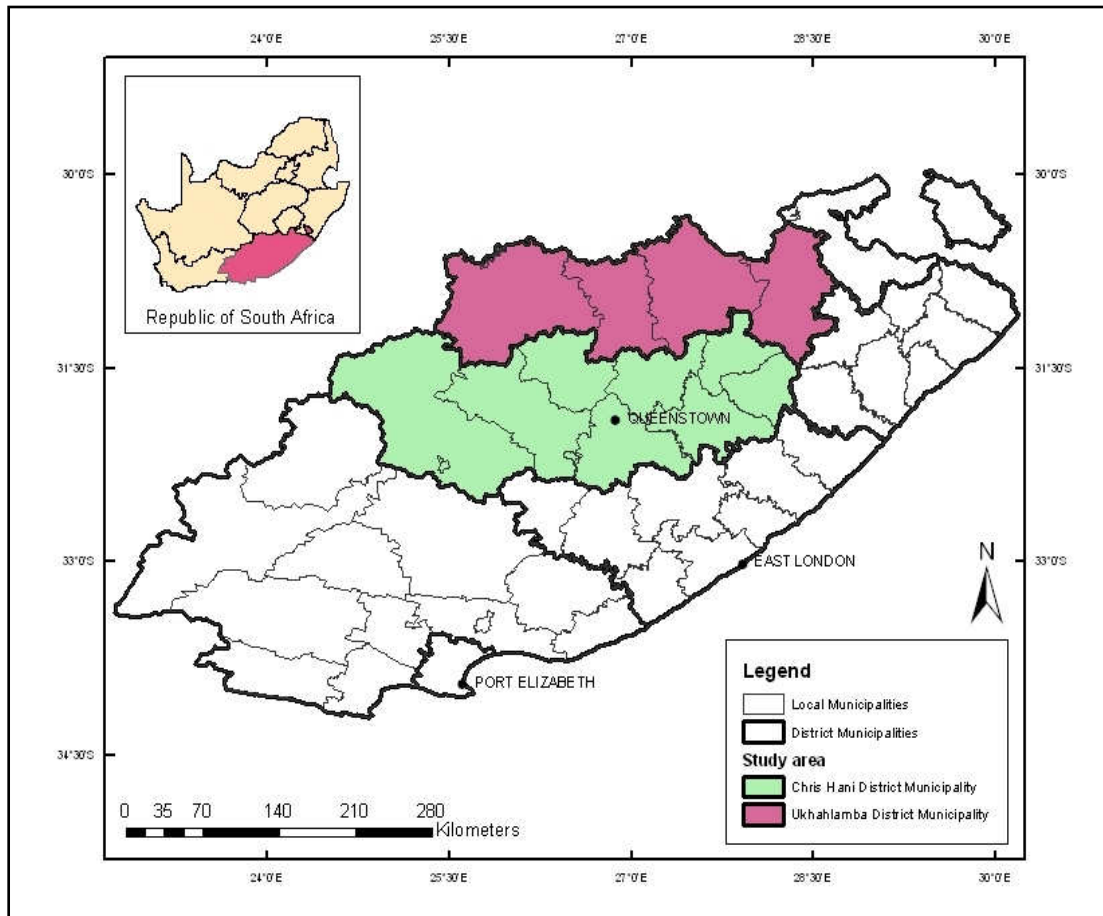 24°0'E 25°30'E 27°0'E 28°30'E 30°0'E
30°0'S 30°0'S
Republic of South Africa
31°30'S 31°30'S
QUEENSTOWN
33°0'S 33°0'S
EAST LONDON
N
PORT ELIZABETH
34°30'S 34°30'S
Legend
Local Municipalities
District Municipalities
Study area
Chris Hani District Municipality
Ukhahlamba District Municipality
0 35 70 140 210 280
Kilometers
24°0'E 25°30'E 27°0'E 28°30'E 30°0'E